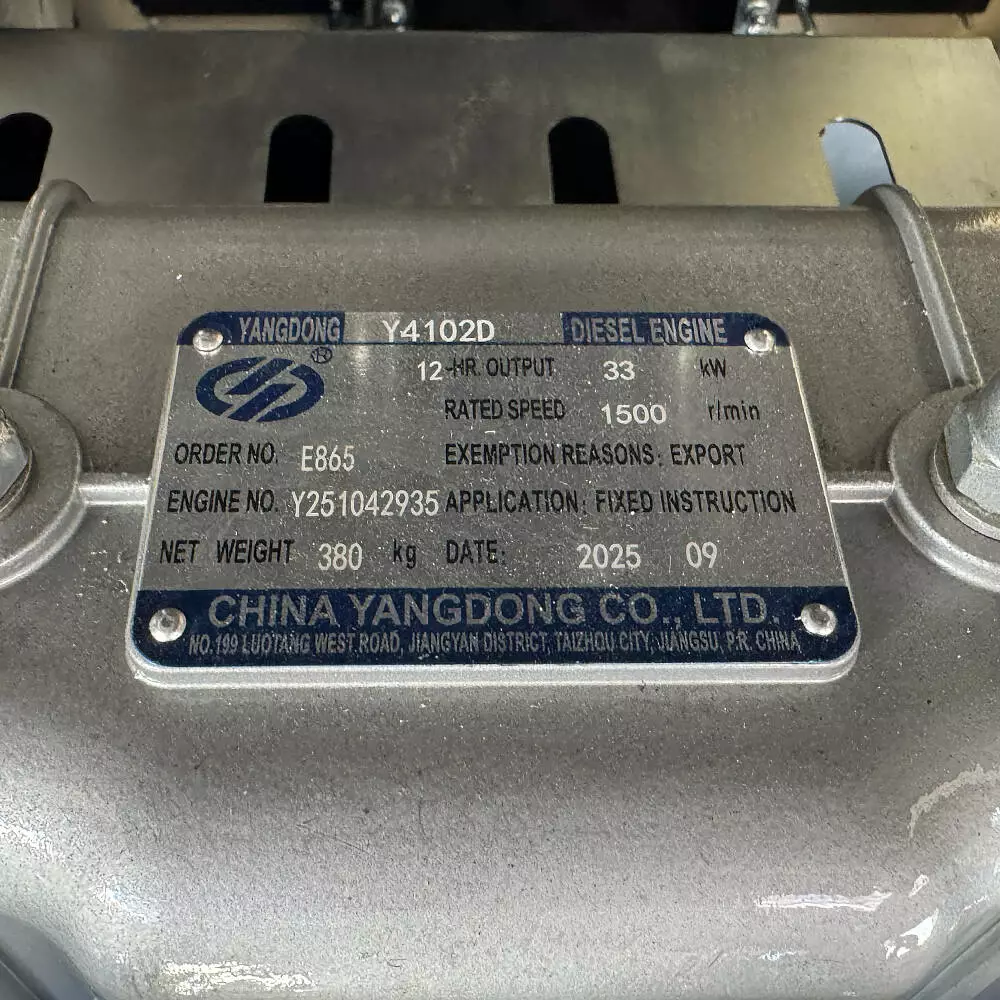 YANGDONG Y4102D DIESEL ENGINE
®
12-HR. OUTPUT 33 kW
RATED SPEED 1500 r/min
ORDER NO. E865 EXEMPTION REASONS: EXPORT
ENGINE NO. Y251042935 APPLICATION: FIXED INSTRUCTION
NET WEIGHT 380 kg DATE: 2025 09
CHINA YANGDONG CO., LTD.
NO.199 LUOTANG WEST ROAD, JIANGYAN DISTRICT, TAIZHOU CITY, JIANGSU, P.R. CHINA